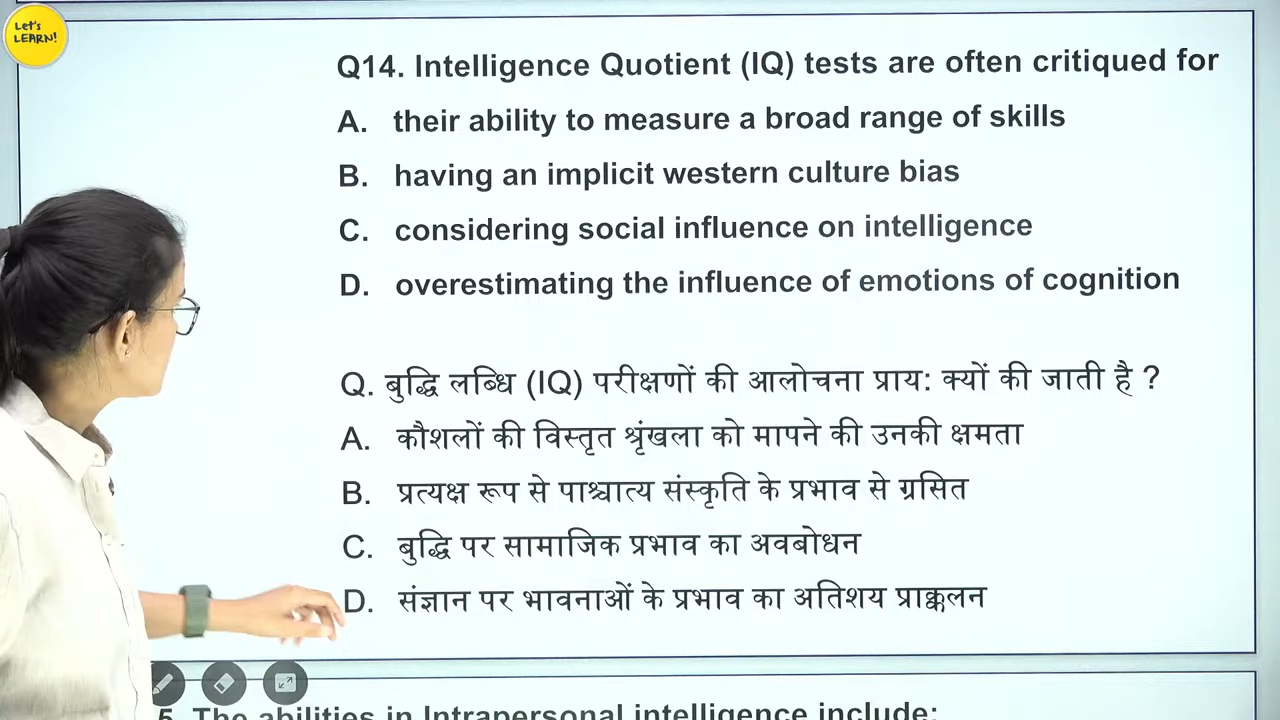 Let's
LEARN!
Q14. Intelligence Quotient (IQ) tests are often critiqued for
A. their ability to measure a broad range of skills
B. having an implicit western culture bias
C. considering social influence on intelligence
D. overestimating the influence of emotions of cognition
Q. बुद्धि लब्धि (IQ) परीक्षणों की आलोचना प्राय: क्यों की जाती है ?
A. कौशलों की विस्तृत श्रृंखला को मापने की उनकी क्षमता
B. प्रत्यक्ष रूप से पाश्चात्य संस्कृति के प्रभाव से ग्रसित
C. बुद्धि पर सामाजिक प्रभाव का अवबोधन
D. संज्ञान पर भावनाओं के प्रभाव का अतिशय प्राक्कलन
5. The abilities in Intrapersonal intelligence include: